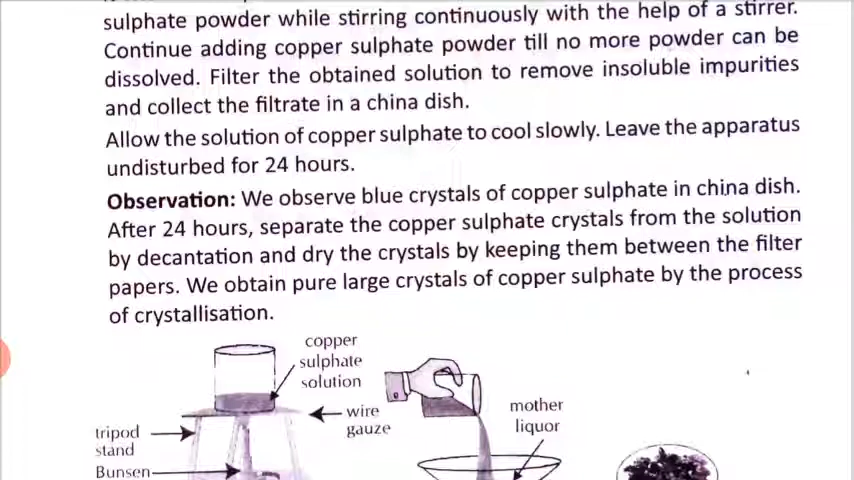 sulphate powder while stirring continuously with the help of a stirrer.
Continue adding copper sulphate powder till no more powder can be
dissolved. Filter the obtained solution to remove insoluble impurities
and collect the filtrate in a china dish.
Allow the solution of copper sulphate to cool slowly. Leave the apparatus
undisturbed for 24 hours.
Observation: We observe blue crystals of copper sulphate in china dish.
After 24 hours, separate the copper sulphate crystals from the solution
by decantation and dry the crystals by keeping them between the filter
papers. We obtain pure large crystals of copper sulphate by the process
of crystallisation.
copper
sulphate
solution
wire
gauze
tripod
stand
Bunsen
mother
liquor